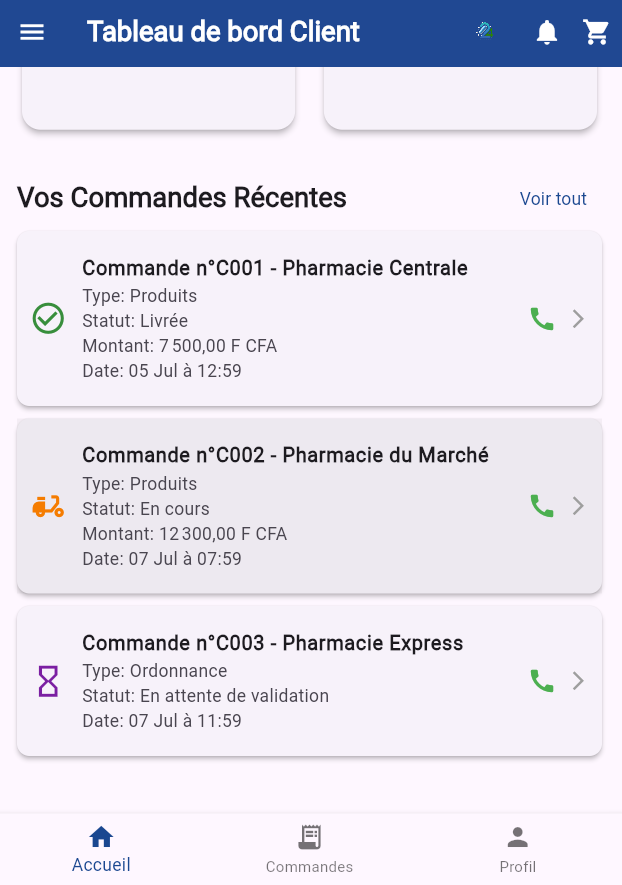 Tableau de bord Client
Vos Commandes Récentes
Voir tout
Commande n°C001 - Pharmacie Centrale
Type: Produits
Statut: Livrée
Montant: 7 500,00 F CFA
Date: 05 Jul à 12:59
Commande n°C002 - Pharmacie du Marché
Type: Produits
Statut: En cours
Montant: 12 300,00 F CFA
Date: 07 Jul à 07:59
Commande n°C003 - Pharmacie Express
Type: Ordonnance
Statut: En attente de validation
Date: 07 Jul à 11:59
Accueil
Commandes
Profil